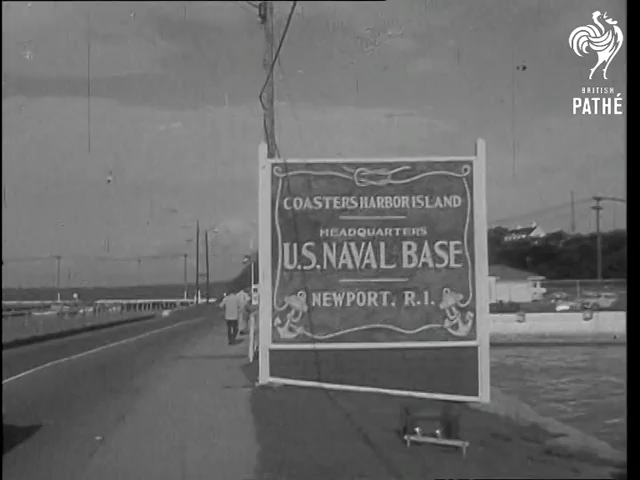 BRITISH
PATHÉ
COASTERS HARBOR ISLAND
HEADQUARTERS
U.S. NAVAL BASE
NEWPORT, R.I.